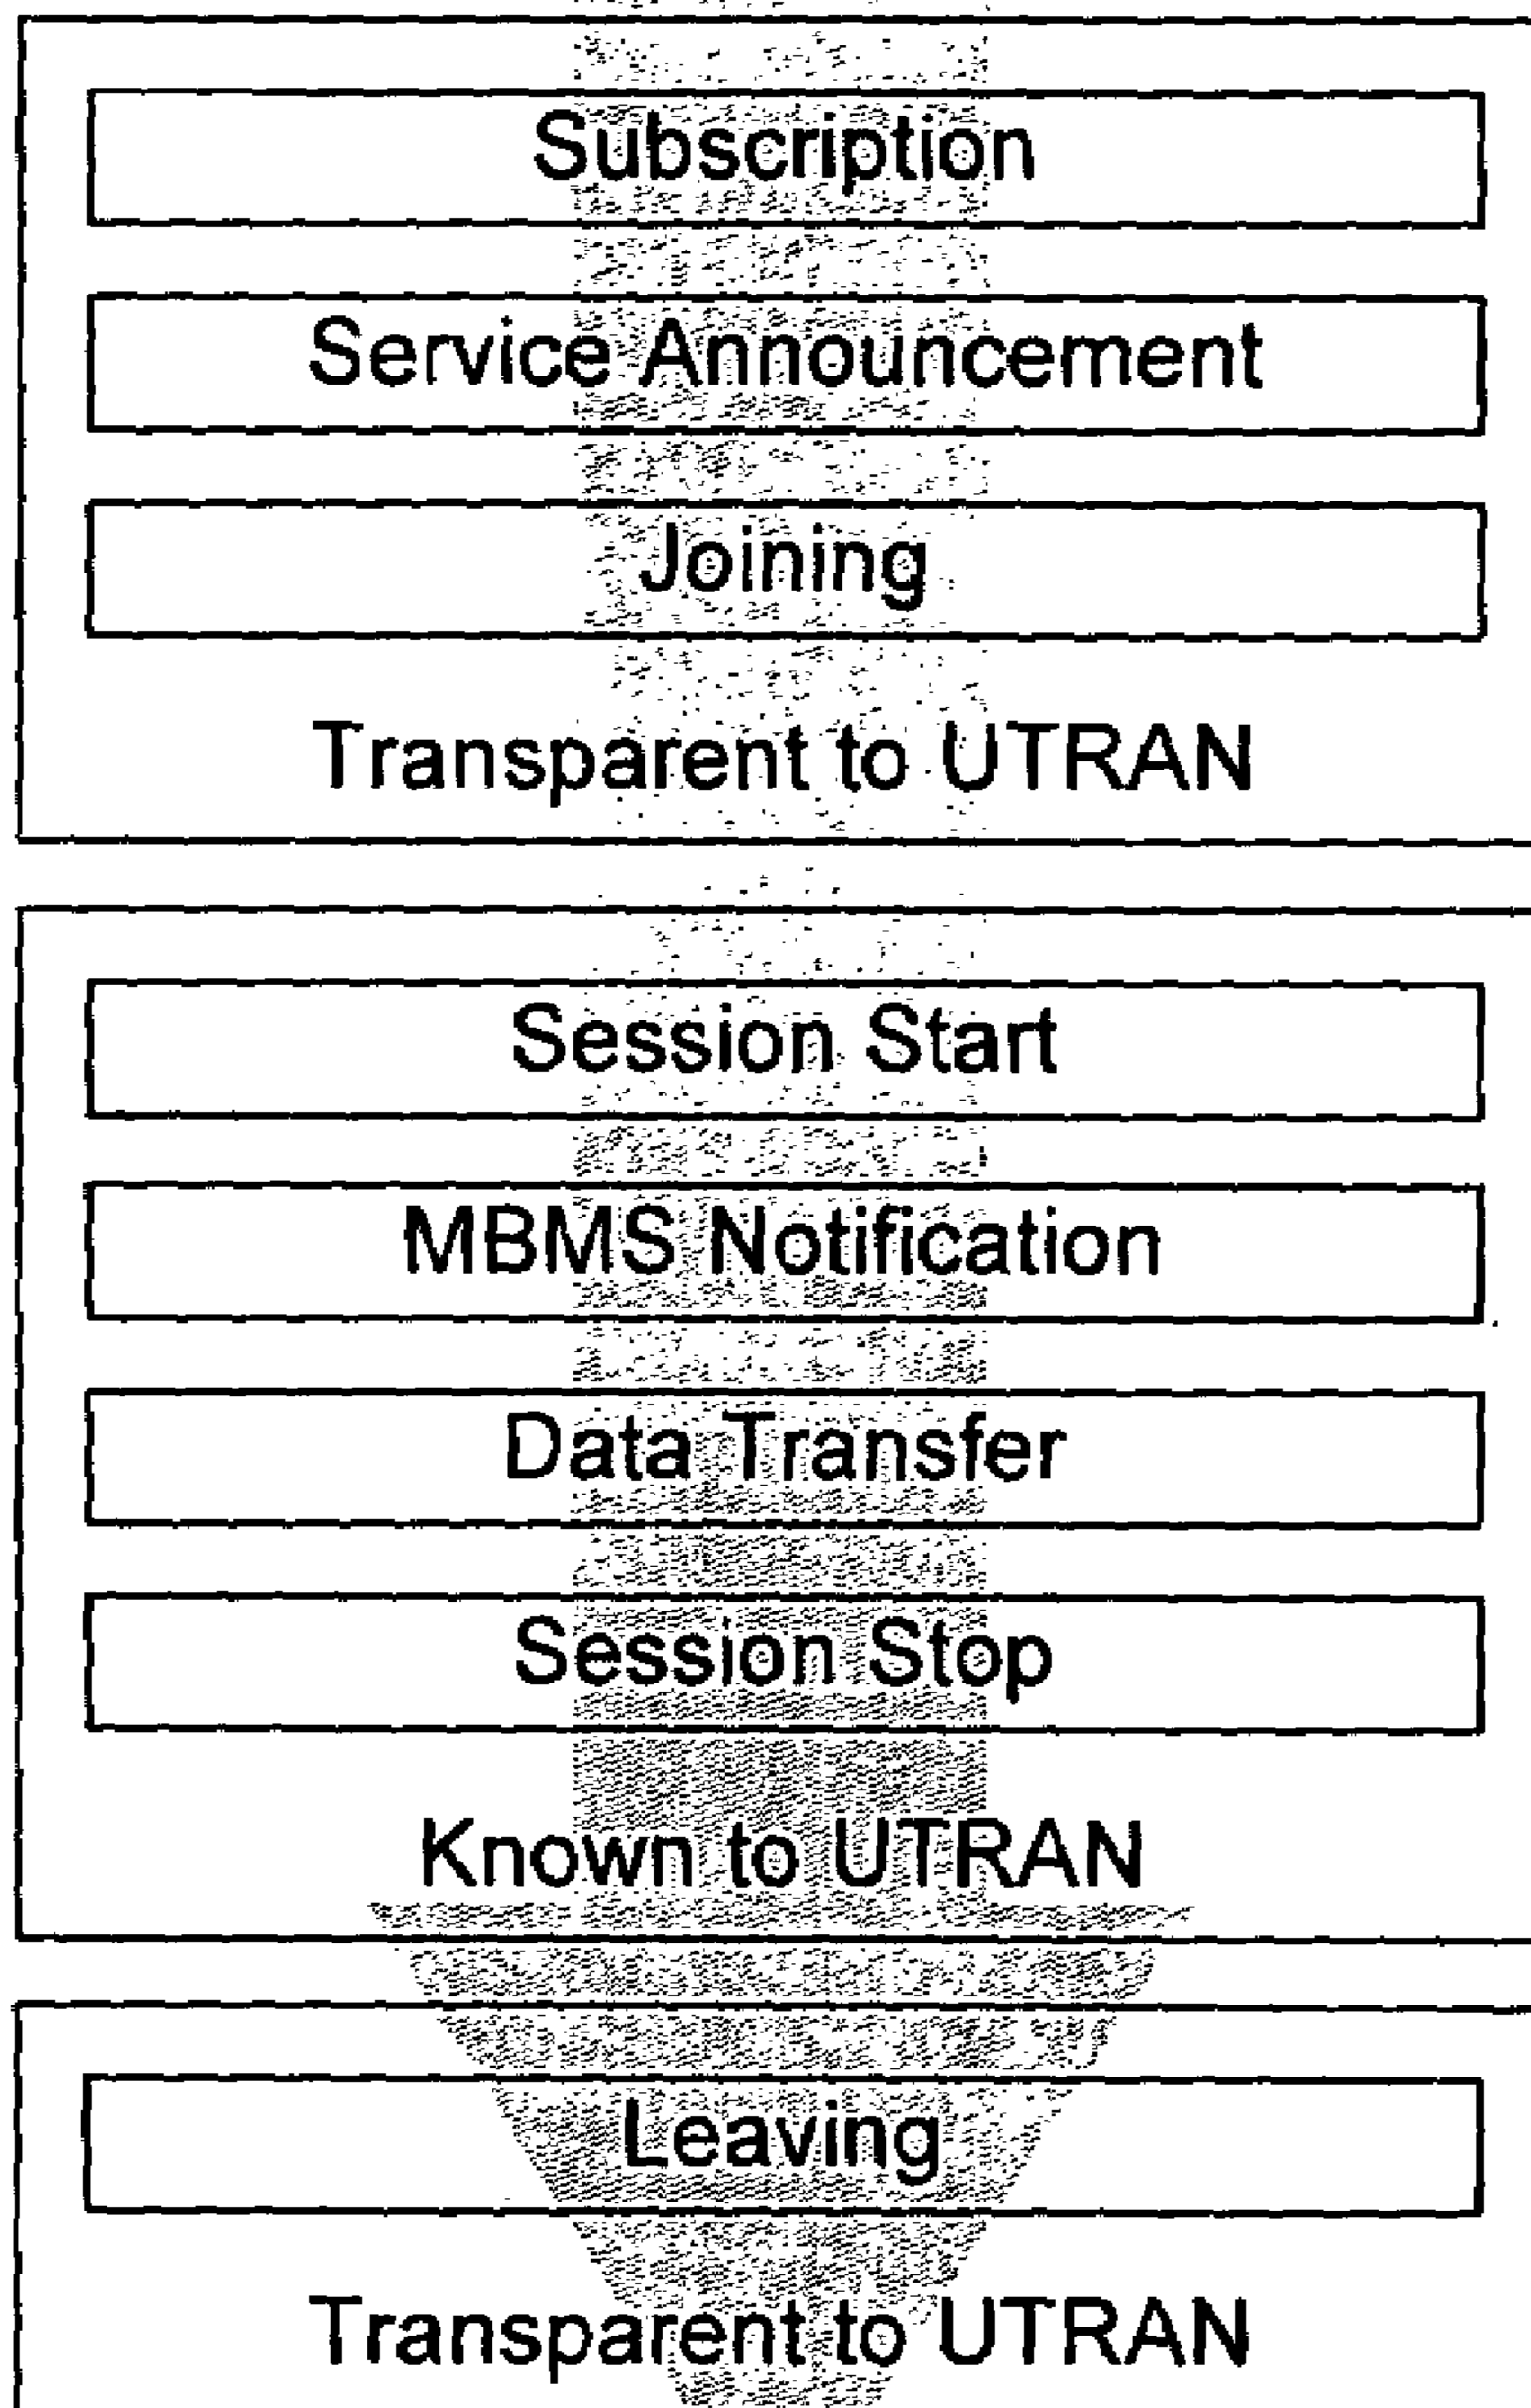 Subscription
Service Announcement
Joining
Transparent to UTRAN
Session Start
MBMS Notification
Data Transfer
Session Stop
Known to UTRAN
Leaving
Transparent to UTRAN